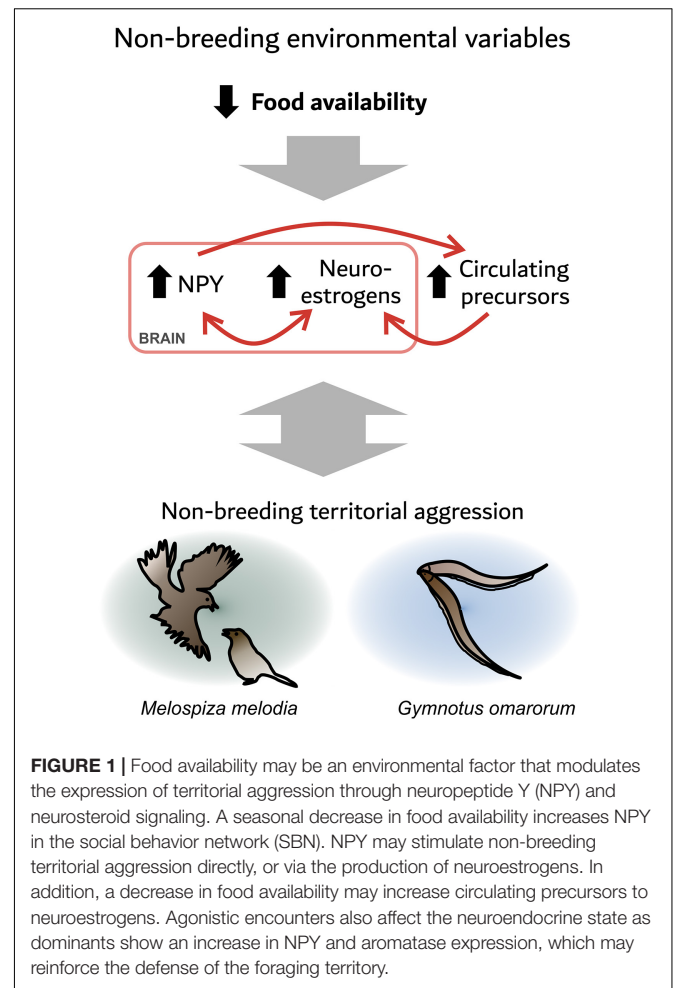 Non-breeding environmental variables
Food availability
NPY
Neuro-
estrogens
Circulating
precursors
BRAIN
Non-breeding territorial aggression
Melospiza melodia
Gymnotus omarorum
FIGURE 1 | Food availability may be an environmental factor that modulates
the expression of territorial aggression through neuropeptide Y (NPY) and
neurosteroid signaling. A seasonal decrease in food availability increases NPY
in the social behavior network (SBN). NPY may stimulate non-breeding
territorial aggression directly, or via the production of neuroestrogens. In
addition, a decrease in food availability may increase circulating precursors to
neuroestrogens. Agonistic encounters also affect the neuroendocrine state as
dominants show an increase in NPY and aromatase expression, which may
reinforce the defense of the foraging territory.